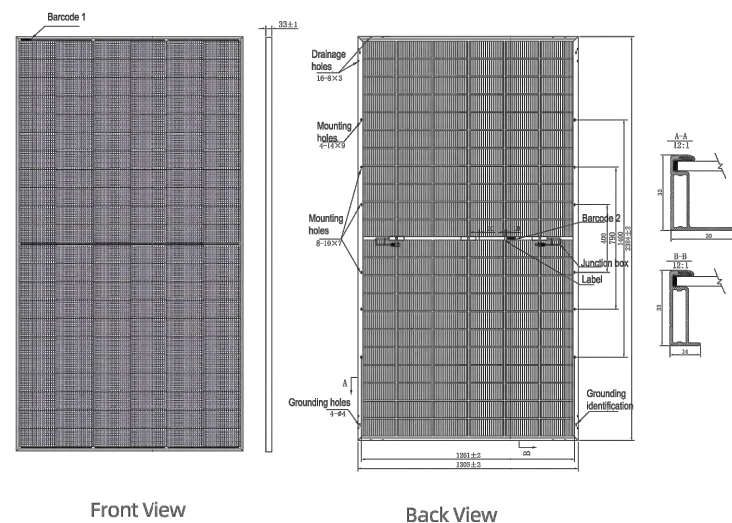 Barcode 1
33±1
Drainage
holes
16-6×3
Mounting
holes
4-14×9
Mounting
holes
8-10×7
C
B
Barcode 2
Junction box
Label
400
790
1400
2384±2
A
Grounding holes
4-ø4
Grounding
identification
B
1261±2
1303±2
A-A
12:1
33
30
B-B
12:1
33
14
Front View
Back View